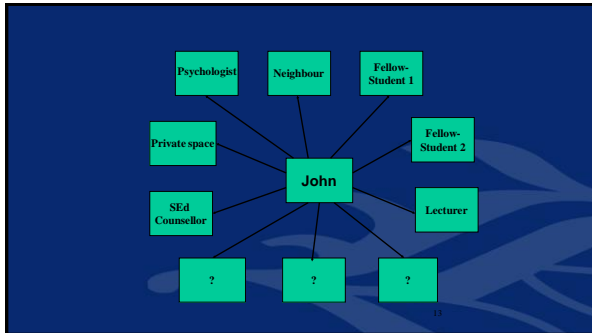 Psychologist
Neighbour
Fellow-
Student 1
Private space
Fellow-
Student 2
John
SEd
Counsellor
Lecturer
?
?
?
13